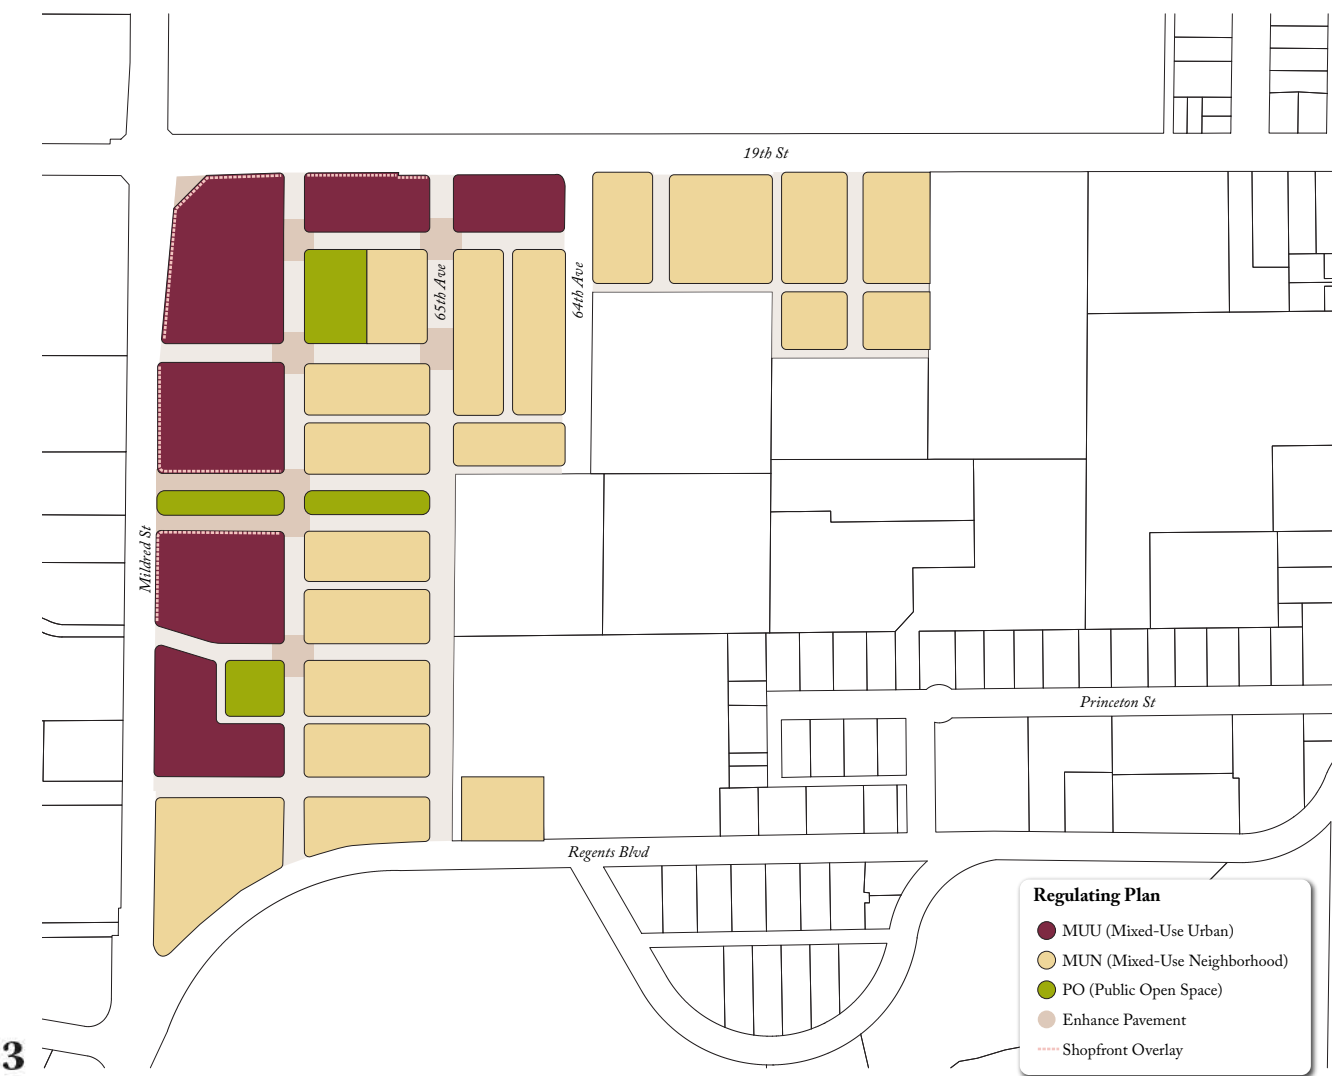 19th St
65th Ave
64th Ave
Mildred St
Princeton St
Regents Blvd
Regulating Plan
MUU (Mixed-Use Urban)
MUN (Mixed-Use Neighborhood)
PO (Public Open Space)
Enhance Pavement
Shopfront Overlay
3